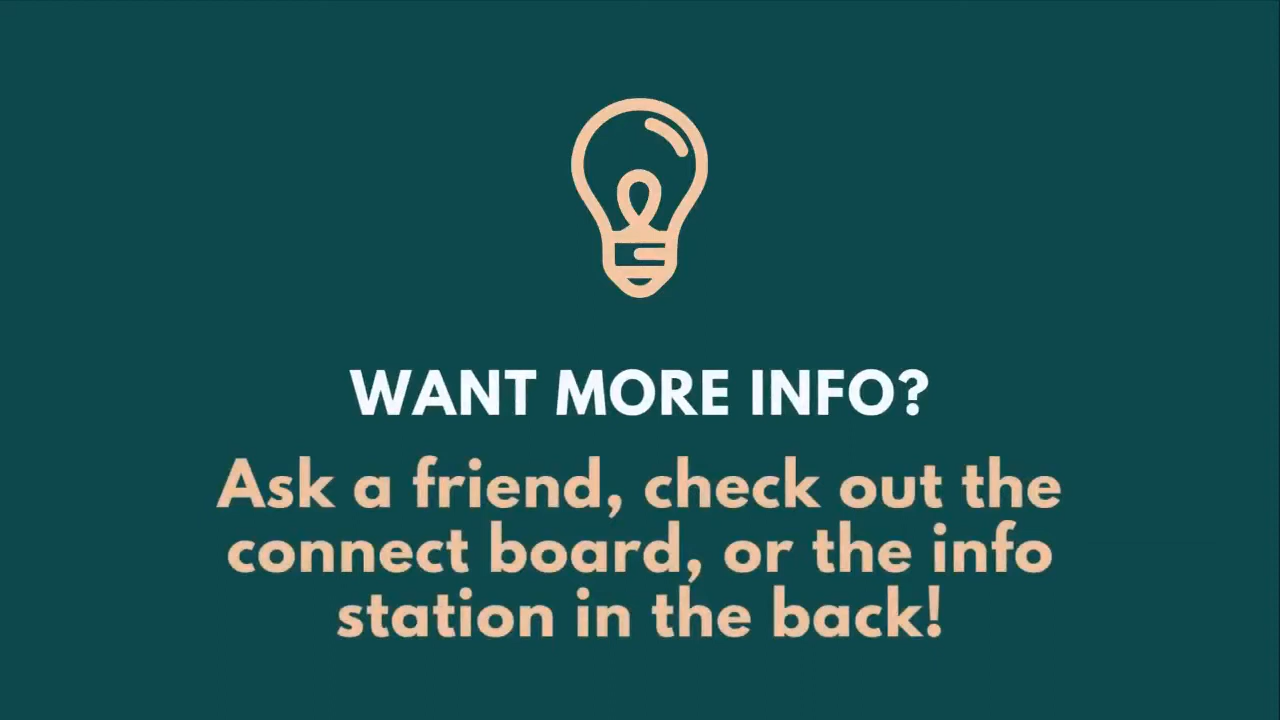 WANT MORE INFO?
Ask a friend, check out the
connect board, or the info
station in the back!